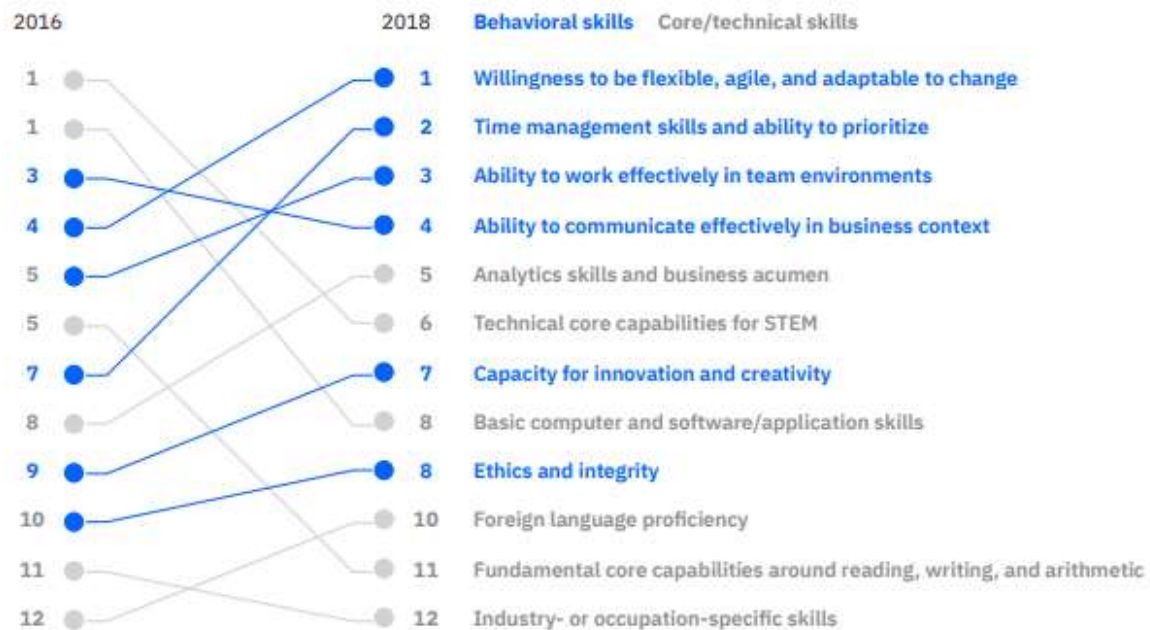 2016 2018 Behavioral skills Core/technical skills
1 1 Willingness to be flexible, agile, and adaptable to change
1 2 Time management skills and ability to prioritize
3 3 Ability to work effectively in team environments
4 4 Ability to communicate effectively in business context
5 5 Analytics skills and business acumen
5 6 Technical core capabilities for STEM
7 7 Capacity for innovation and creativity
8 8 Basic computer and software/application skills
9 8 Ethics and integrity
10 10 Foreign language proficiency
11 11 Fundamental core capabilities around reading, writing, and arithmetic
12 12 Industry- or occupation-specific skills